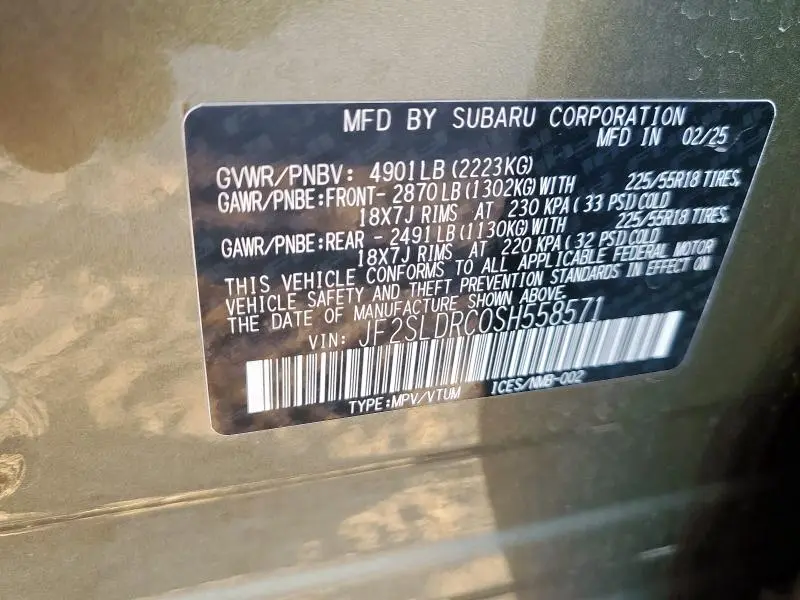 MFD BY SUBARU CORPORATION
MFD IN 02/25
GVWR/PNBV: 4901LB (2223KG)
GAWR/PNBE:FRONT- 2870LB (1302KG) WITH 225/55R18 TIRES,
18X7J RIMS AT 230 KPA( 33 PSI) COLD
GAWR/PNBE:REAR - 2491LB (1130KG) WITH 225/55R18 TIRES,
18X7J RIMS AT 220 KPA( 32 PSI) COLD
THIS VEHICLE CONFORMS TO ALL APPLICABLE FEDERAL MOTOR
VEHICLE SAFETY AND THEFT PREVENTION STANDARDS IN EFFECT ON
THE DATE OF MANUFACTURE SHOWN ABOVE.
VIN: JF2SLDRC0SH558571
TYPE:MPV/VTUM ICES/NMB-002